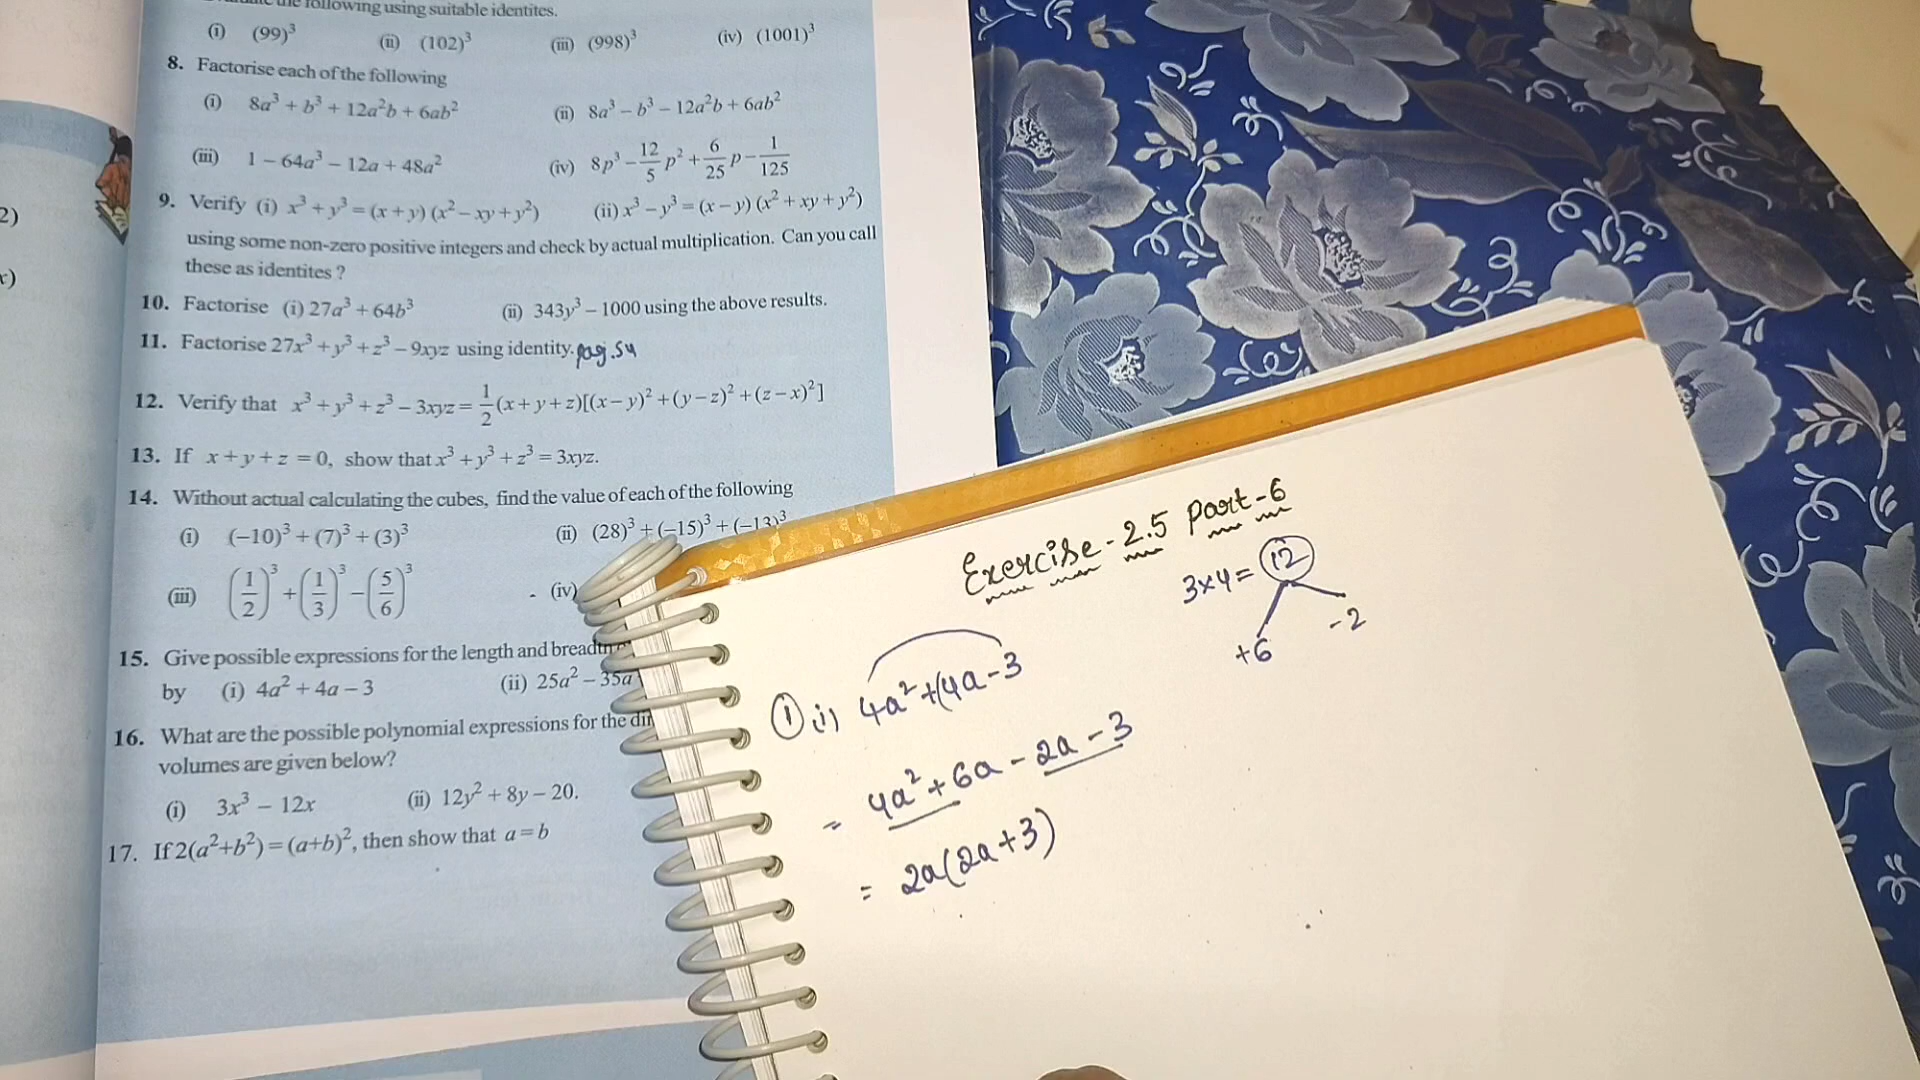 following using suitable identites.
(i) (99)³ (ii) (102)³ (iii) (998)³ (iv) (1001)³
8. Factorise each of the following
(i) 8a³ + b³ + 12a²b + 6ab² (ii) 8a³ – b³ – 12a²b + 6ab²
(iii) 1 – 64a³ – 12a + 48a² (iv) 8p³ – 12/5 p² + 6/25 p – 1/125
2)
9. Verify (i) x³ + y³ = (x + y) (x² – xy + y²) (ii) x³ – y³ = (x – y) (x² + xy + y²)
using some non-zero positive integers and check by actual multiplication. Can you call
these as identites ?
10. Factorise (i) 27a³ + 64b³ (ii) 343y³ – 1000 using the above results.
11. Factorise 27x³ + y³ + z³ – 9xyz using identity. pag.54
12. Verify that x³ + y³ + z³ – 3xyz = 1/2 (x + y + z)[(x – y)² + (y – z)² + (z – x)²]
13. If x + y + z = 0, show that x³ + y³ + z³ = 3xyz.
14. Without actual calculating the cubes, find the value of each of the following
(i) (–10)³ + (7)³ + (3)³ (ii) (28)³ + (–15)³ + (–13)³
(iii) (1/2)³ + (1/3)³ – (5/6)³ (iv)
15. Give possible expressions for the length and
by (i) 4a² + 4a – 3 (ii) 25a² – 35a
16. What are the possible polynomial expressions for the
volumes are given below?
(i) 3x³ – 12x (ii) 12y² + 8y – 20.
17. If 2(a²+b²) = (a+b)², then show that a = b
Exercise - 2.5 Part - 6
3×4 = 12
+6 -2
① (i) 4a² + (4a - 3
= 4a² + 6a - 2a - 3
= 2a(2a+3)